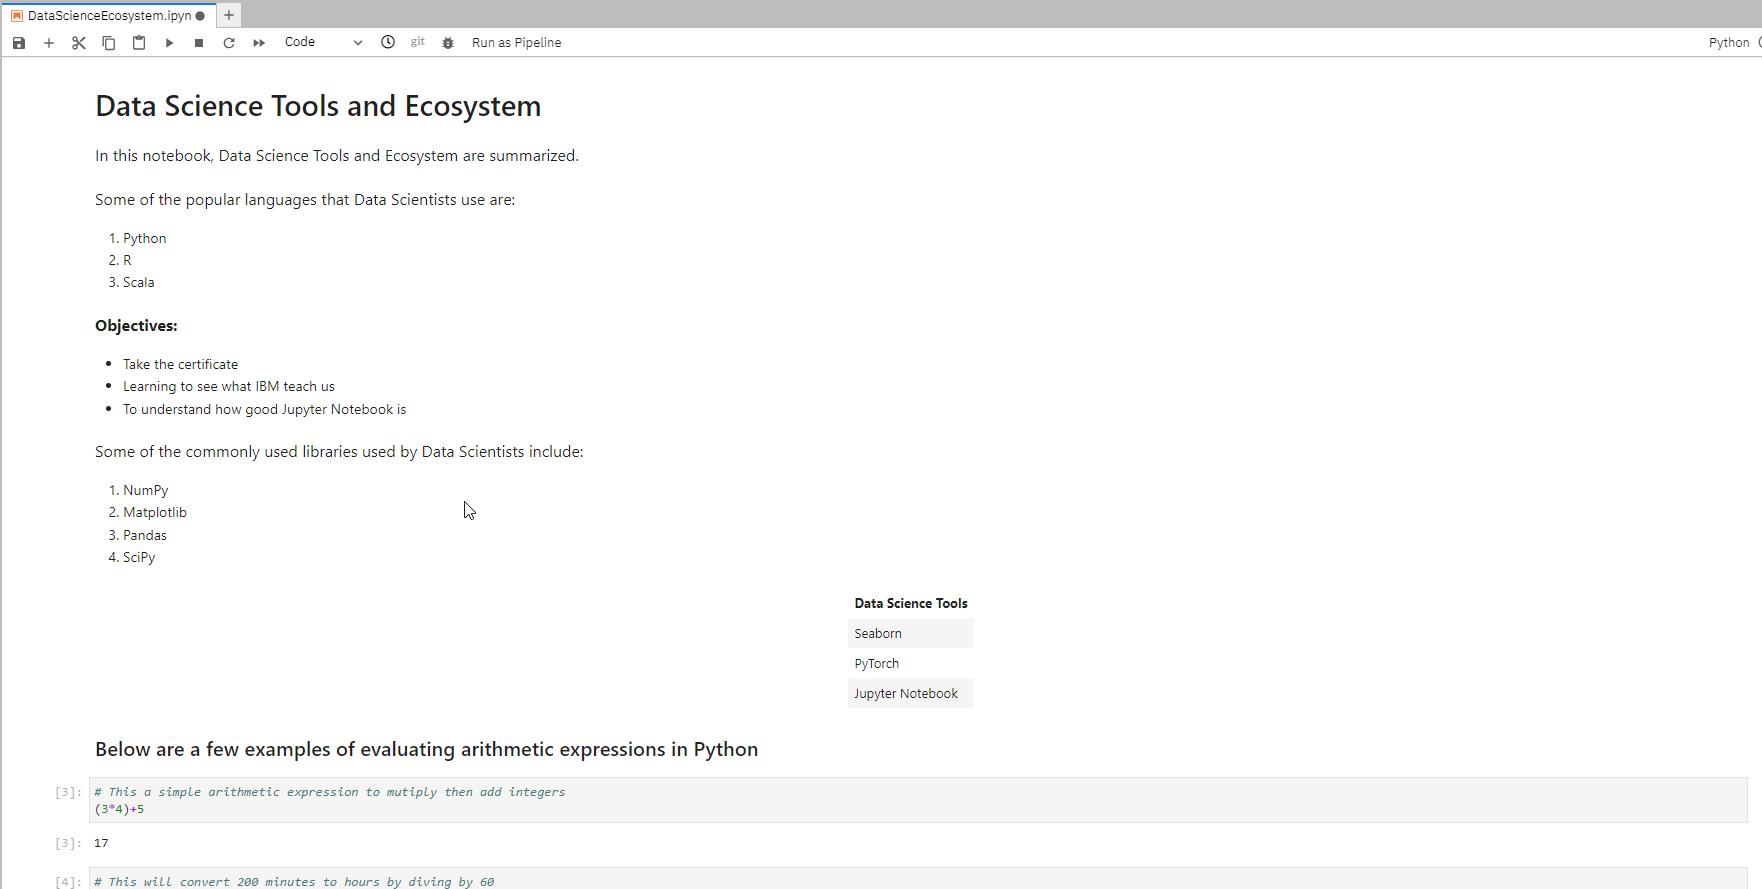 DataScienceEcosystem.ipyn
Code
git
Run as Pipeline
Python
Data Science Tools and Ecosystem
In this notebook, Data Science Tools and Ecosystem are summarized.
Some of the popular languages that Data Scientists use are:
1. Python
2. R
3. Scala
Objectives:
• Take the certificate
• Learning to see what IBM teach us
• To understand how good Jupyter Notebook is
Some of the commonly used libraries used by Data Scientists include:
1. NumPy
2. Matplotlib
3. Pandas
4. SciPy
Data Science Tools
Seaborn
PyTorch
Jupyter Notebook
Below are a few examples of evaluating arithmetic expressions in Python
[3]: # This a simple arithmetic expression to mutiply then add integers
(3*4)+5
[3]: 17
[4]: # This will convert 200 minutes to hours by diving by 60